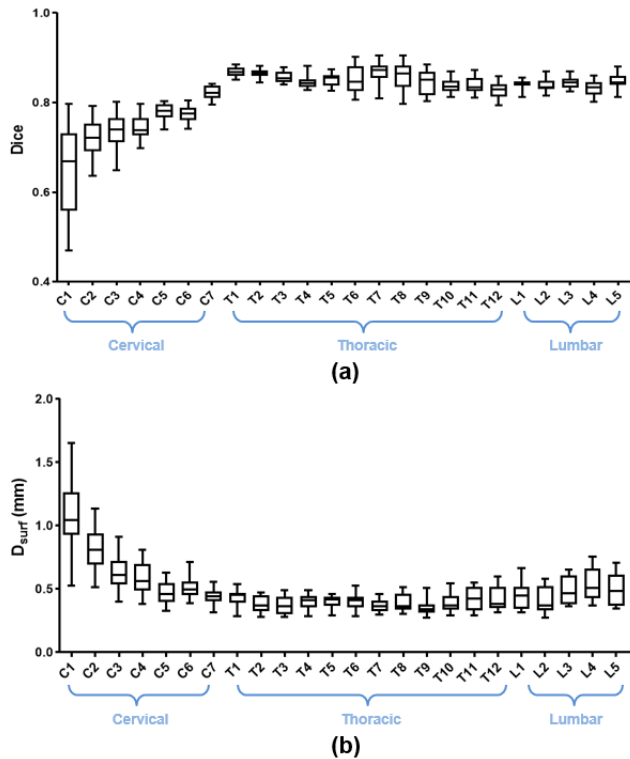 1.0
0.8
0.6
0.4
Dice
C1 C2 C3 C4 C5 C6 C7 T1 T2 T3 T4 T5 T6 T7 T8 T9 T10 T11 T12 L1 L2 L3 L4 L5
Cervical Thoracic Lumbar
(a)
2.0
1.5
1.0
0.5
0.0
Dsurf (mm)
C1 C2 C3 C4 C5 C6 C7 T1 T2 T3 T4 T5 T6 T7 T8 T9 T10 T11 T12 L1 L2 L3 L4 L5
Cervical Thoracic Lumbar
(b)